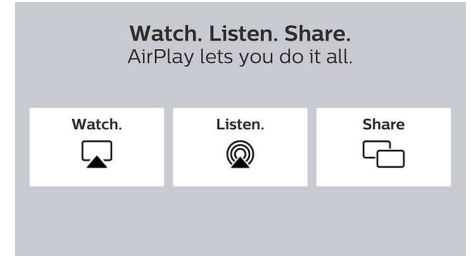 Watch. Listen. Share.
AirPlay lets you do it all.
Watch.
Listen.
Share